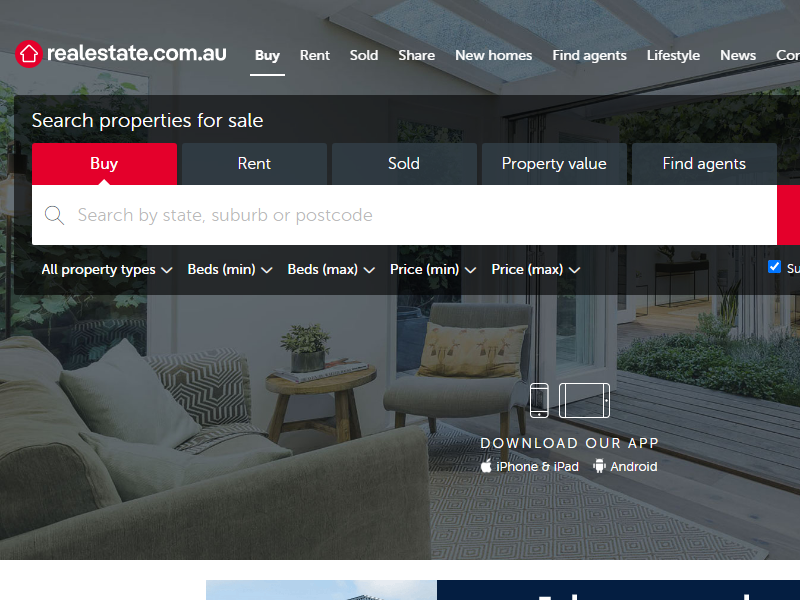 realestate.com.au
Buy Rent Sold Share New homes Find agents Lifestyle News
Search properties for sale
Buy Rent Sold Property value Find agents
Search by state, suburb or postcode
All property types Beds (min) Beds (max) Price (min) Price (max)
DOWNLOAD OUR APP
iPhone & iPad Android